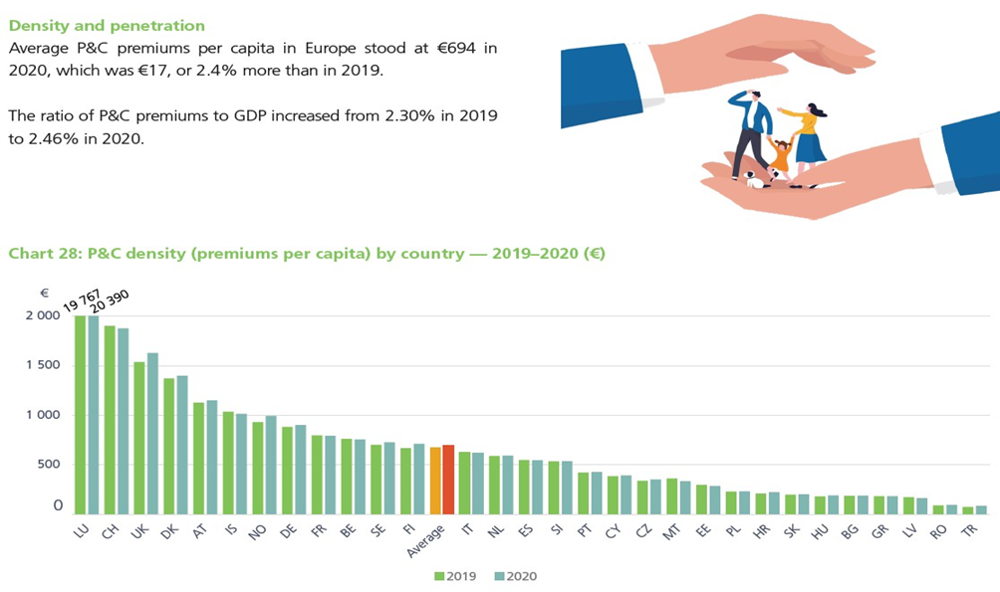 Density and penetration
Average P&C premiums per capita in Europe stood at €694 in
2020, which was €17, or 2.4% more than in 2019.
The ratio of P&C premiums to GDP increased from 2.30% in 2019
to 2.46% in 2020.
Chart 28: P&C density (premiums per capita) by country — 2019–2020 (€)
€
19 767
20 390
2 000
1 500
1 000
500
0
LU CH UK DK AT IS NO DE FR BE SE FI Average IT NL ES SI PT CY CZ MT EE PL HR SK HU BG GR LV RO TR
2019 2020